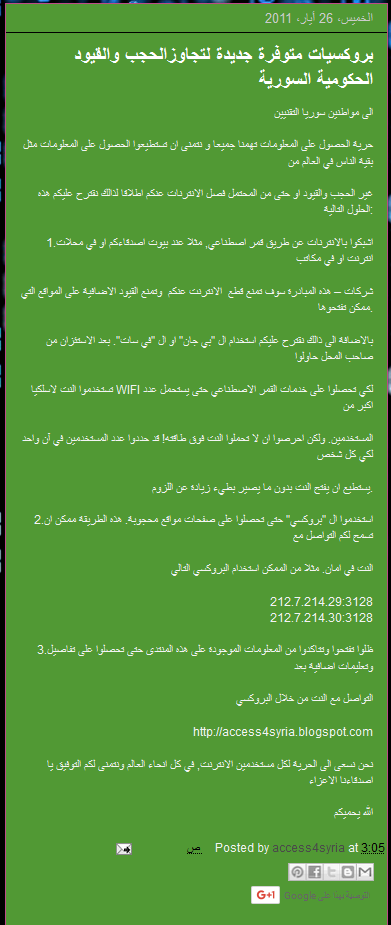 الخميس، 26 أيار، 2011
بروكسيات متوفرة جديدة لتجاوزالحجب والقيود
الحكومية السورية
الى مواطنين سوريا التقنيين
حرية الحصول على المعلومات تهمنا جميعا و نتمنى ان تستطيعوا الحصول على المعلومات مثل
بقية الناس في العالم من
غير الحجب والقيود او حتى من المحتمل فصل الانترنات عنكم اطلاقا لذالك نقترح عليكم هذه
:الحلول التالية
اشبكوا بالانترنات عن طريق قمر اصطناعي, مثلا عند بيوت اصدقاءكم او في محلات.1
انترنت او في مكاتب
شركات – هذه المبادرة سوف تمنع قطع الانترنت عنكم وتمنع القيود الاضافية على المواقع التي
.ممكن تفتحوها
بالاضافة الى ذالك نقترح عليكم استخدام ال "بي جان" او ال "في سات". بعد الاستئزان من
صاحب المحل حاولوا
لكي تحصلوا على خدمات القمر الاصطناعي حتى يستحمل عدد WIFI تستخدموا النت لاسلكيا
اكبر من
المستخدمين. ولكن احرصوا ان لا تحملوا النت فوق طاقته! قد حددوا عدد المستخدمين في آن واحد
لكي كل شخص
.يستطيع ان يفتح النت بدون ما يصير بطيء زيادة عن اللزوم
استخدموا ال "بروكسي" حتى تحصلوا على صفحات مواقع محجوبة. هذه الطريقة ممكن ان.2
تسمح لكم التواصل مع
النت في امان. مثلا من الممكن استخدام البروكسي التالي
212.7.214.29:3128
212.7.214.30:3128
ظلوا تفتحوا وتتاكدوا من المعلومات الموجودة على هذه المنتدى حتى تحصلوا على تفاصيل.3
وتعليمات اضافية بعد
التواصل مع النت من خلال البروكسي
http://access4syria.blogspot.com
نحن نسعى الى الحرية لكل مستخدمين الانترنت, في كل انحاء العالم ونتمنى لكم التوفيق يا
اصدقاءنا الاعزاء
الله يحميكم
Posted by access4syria at 3:05 ص
G+1 التوصية بهذا على Google